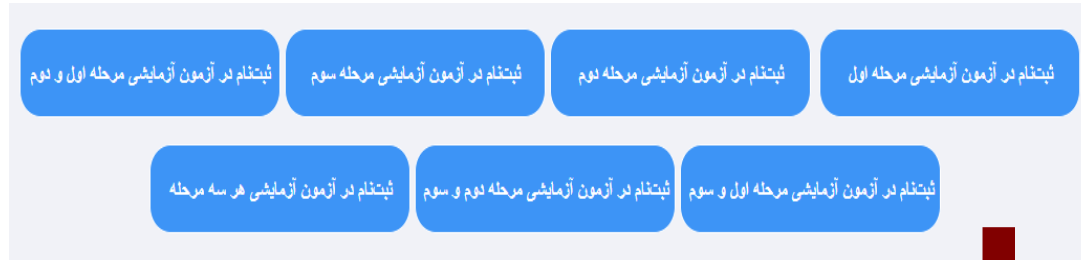 ثبتنام در آزمون آزمایشی مرحله اول
ثبتنام در آزمون آزمایشی مرحله دوم
ثبتنام در آزمون آزمایشی مرحله سوم
ثبتنام در آزمون آزمایشی مرحله اول و دوم
ثبتنام در آزمون آزمایشی مرحله اول و سوم
ثبتنام در آزمون آزمایشی مرحله دوم و سوم
ثبتنام در آزمون آزمایشی هر سه مرحله